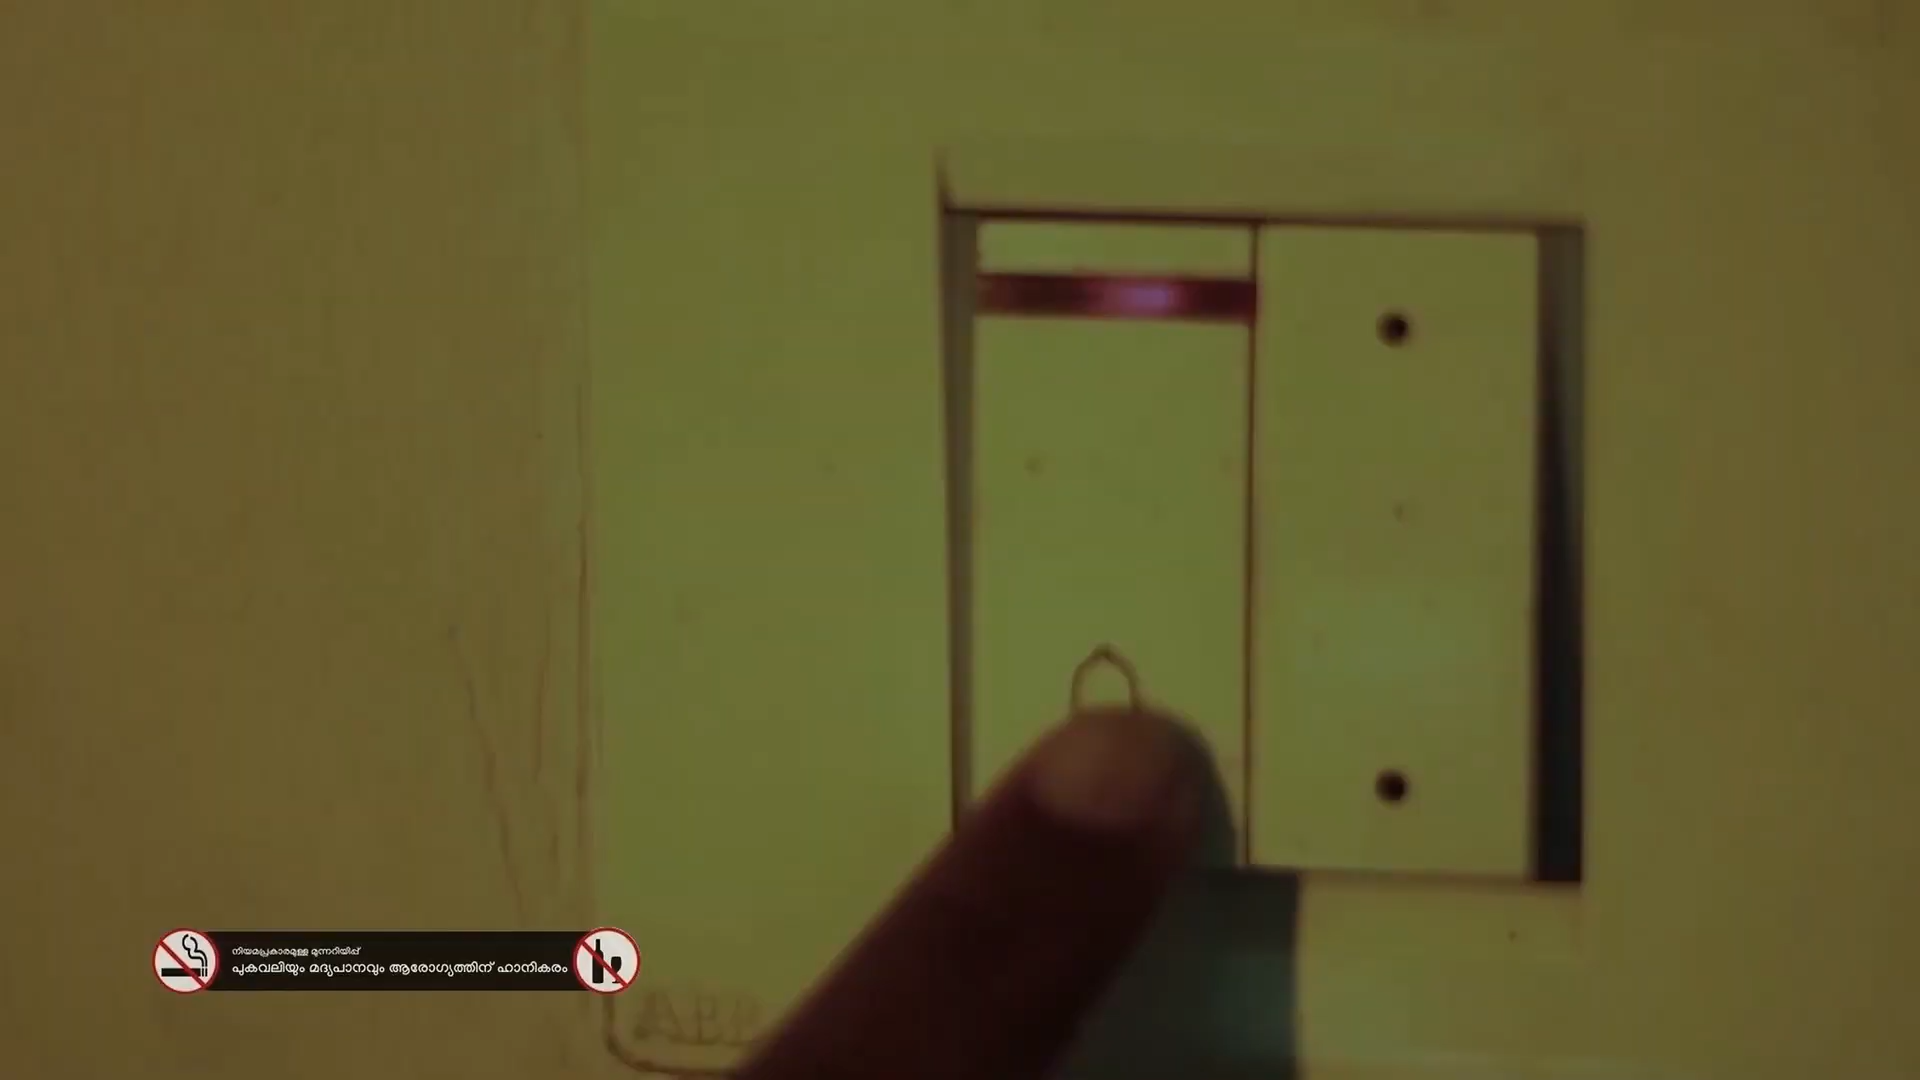 നിയമപ്രകാരമുള്ള മുന്നറിയിപ്പ്
പുകവലിയും മദ്യപാനവും ആരോഗ്യത്തിന് ഹാനികരം